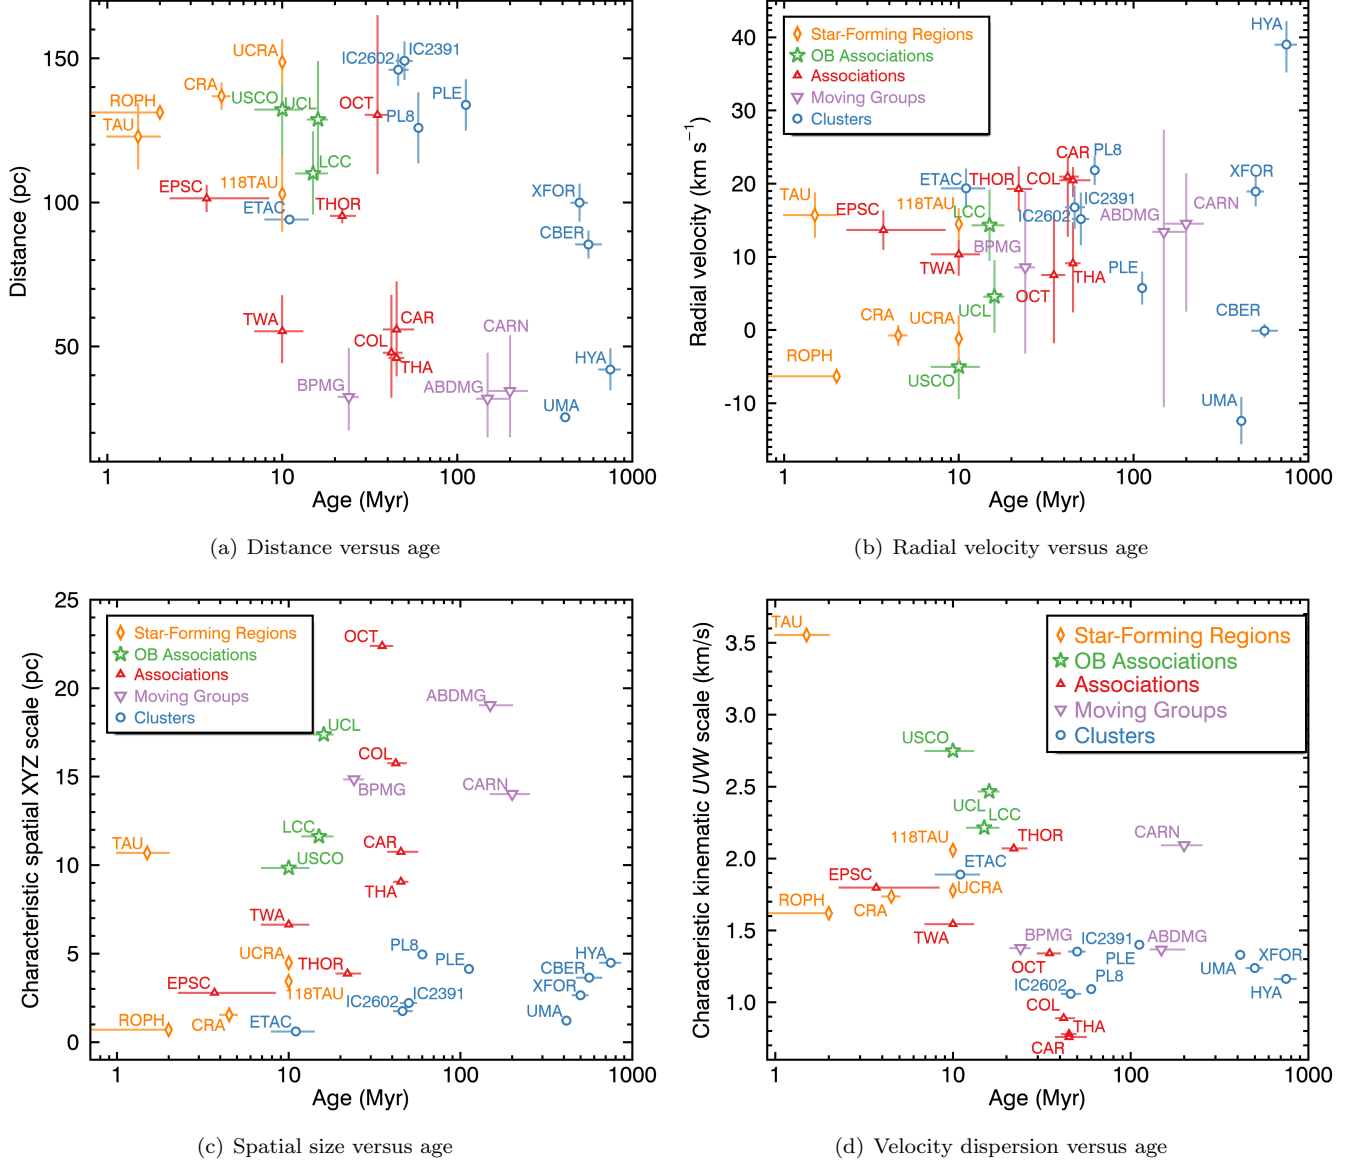 150
100
50
Distance (pc)
UCRA
CRA
ROPH
TAU
USCO
UCL
LCC
IC2602
IC2391
OCT
PL8
PLE
118TAU
EPSC
ETAC
THOR
XFOR
CBER
TWA
CAR
COL
THA
CARN
BPMG
ABDMG
HYA
UMA
1
10
100
1000
Age (Myr)
(a) Distance versus age
40
30
20
10
0
-10
Radial velocity (km s−1)
Star-Forming Regions
OB Associations
Associations
Moving Groups
Clusters
HYA
TAU
EPSC
ETAC
THOR
COL
CAR
PL8
118TAU
LCC
IC2391
IC2602
ABDMG
CARN
XFOR
TWA
BPMG
OCT
THA
PLE
UCL
CRA
UCRA
CBER
ROPH
USCO
UMA
1
10
100
1000
Age (Myr)
(b) Radial velocity versus age
25
20
15
10
5
0
Characteristic spatial XYZ scale (pc)
Star-Forming Regions
OB Associations
Associations
Moving Groups
Clusters
OCT
ABDMG
UCL
COL
BPMG
CARN
TAU
LCC
USCO
CAR
THA
TWA
UCRA
PL8
PLE
HYA
CBER
XFOR
THOR
EPSC
118TAU
IC2602
IC2391
UMA
ROPH
CRA
ETAC
1
10
100
1000
Age (Myr)
(c) Spatial size versus age
3.5
3.0
2.5
2.0
1.5
1.0
Characteristic kinematic UVW scale (km/s)
Star-Forming Regions
OB Associations
Associations
Moving Groups
Clusters
TAU
USCO
UCL
LCC
118TAU
THOR
CARN
ETAC
EPSC
UCRA
ROPH
CRA
TWA
BPMG
IC2391
ABDMG
OCT
PLE
XFOR
UMA
IC2602
PL8
HYA
COL
THA
CAR
1
10
100
1000
Age (Myr)
(d) Velocity dispersion versus age